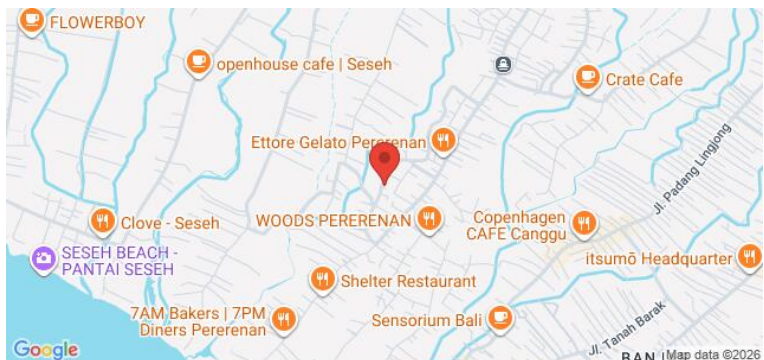 FLOWERBOY
openhouse cafe | Seseh
Crate Cafe
Ettore Gelato Pererenan
Jl. Padang Lingjong
Clove - Seseh
WOODS PERERENAN
Copenhagen
CAFE Canggu
SESEH BEACH -
PANTAI SESEH
itsumō Headquarter
Shelter Restaurant
7AM Bakers | 7PM
Diners Pererenan
Sensorium Bali
Jl. Tanah Barak
Google
Map data ©2026